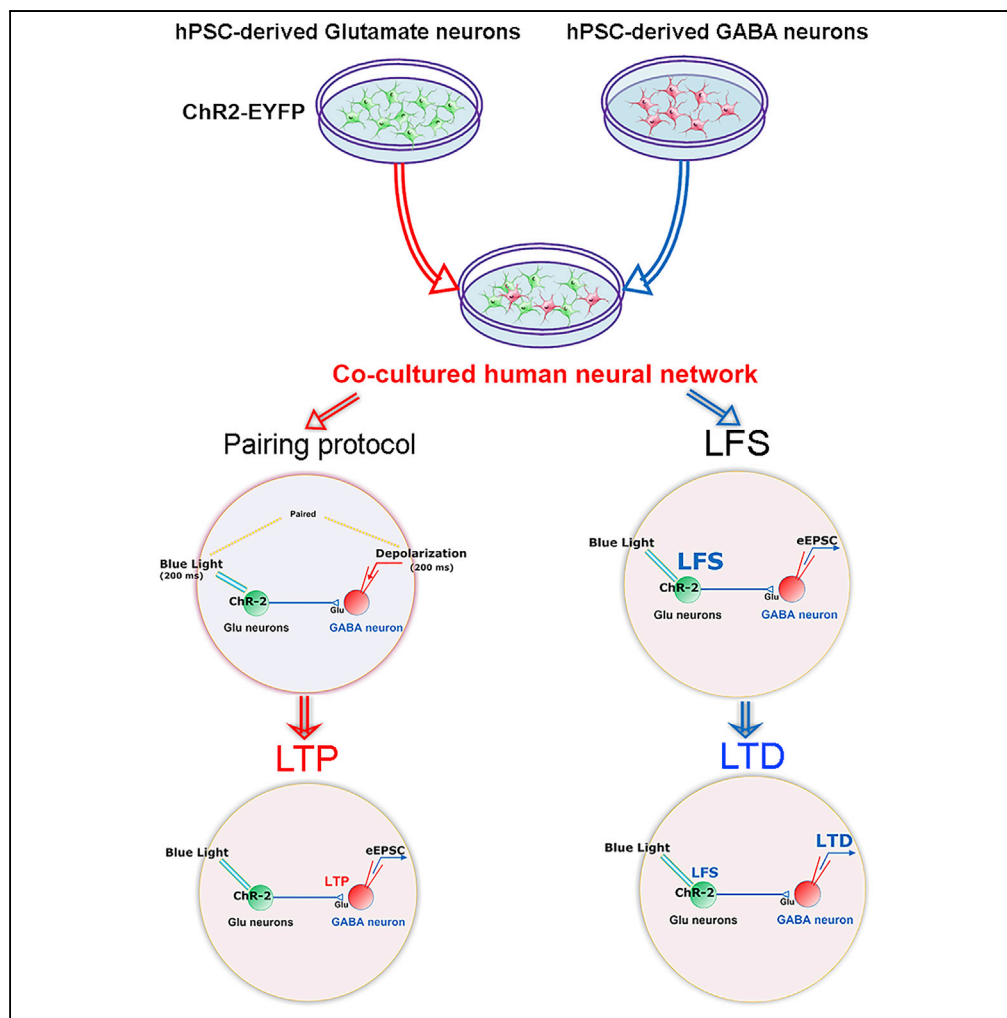 hPSC-derived Glutamate neurons
hPSC-derived GABA neurons
ChR2-EYFP
Co-cultured human neural network
Pairing protocol
Paired
Blue Light
(200 ms)
Depolarization
(200 ms)
ChR-2
Glu
Glu neurons
GABA neuron
LFS
eEPSC
Blue Light
LFS
ChR-2
Glu
Glu neurons
GABA neuron
LTP
Blue Light
eEPSC
LTP
ChR-2
Glu
Glu neurons
GABA neuron
LTD
LTD
Blue Light
LFS
ChR-2
Glu
Glu neurons
GABA neuron